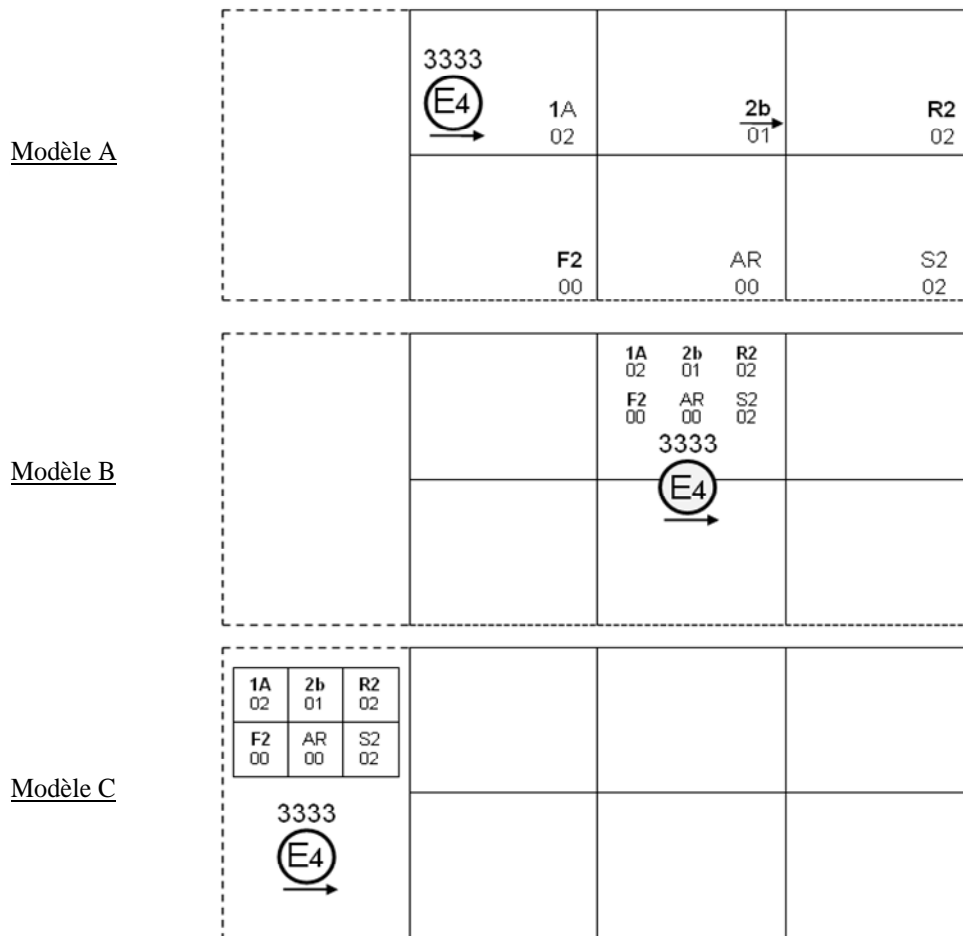 Modèle A
3333
E4
1A 2b R2
02 01 02
F2 AR S2
00 00 02
Modèle B
1A 2b R2
02 01 02
F2 AR S2
00 00 02
3333
E4
Modèle C
1A 2b R2
02 01 02
F2 AR S2
00 00 02
3333
E4